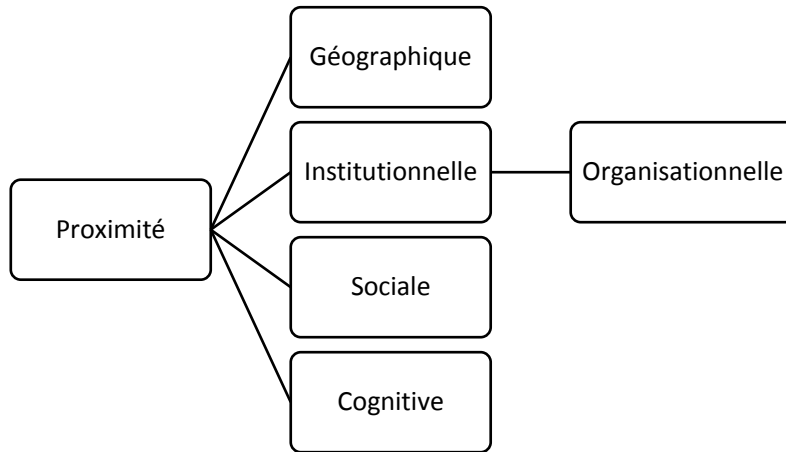 Géographique
Institutionnelle
Organisationnelle
Proximité
Sociale
Cognitive